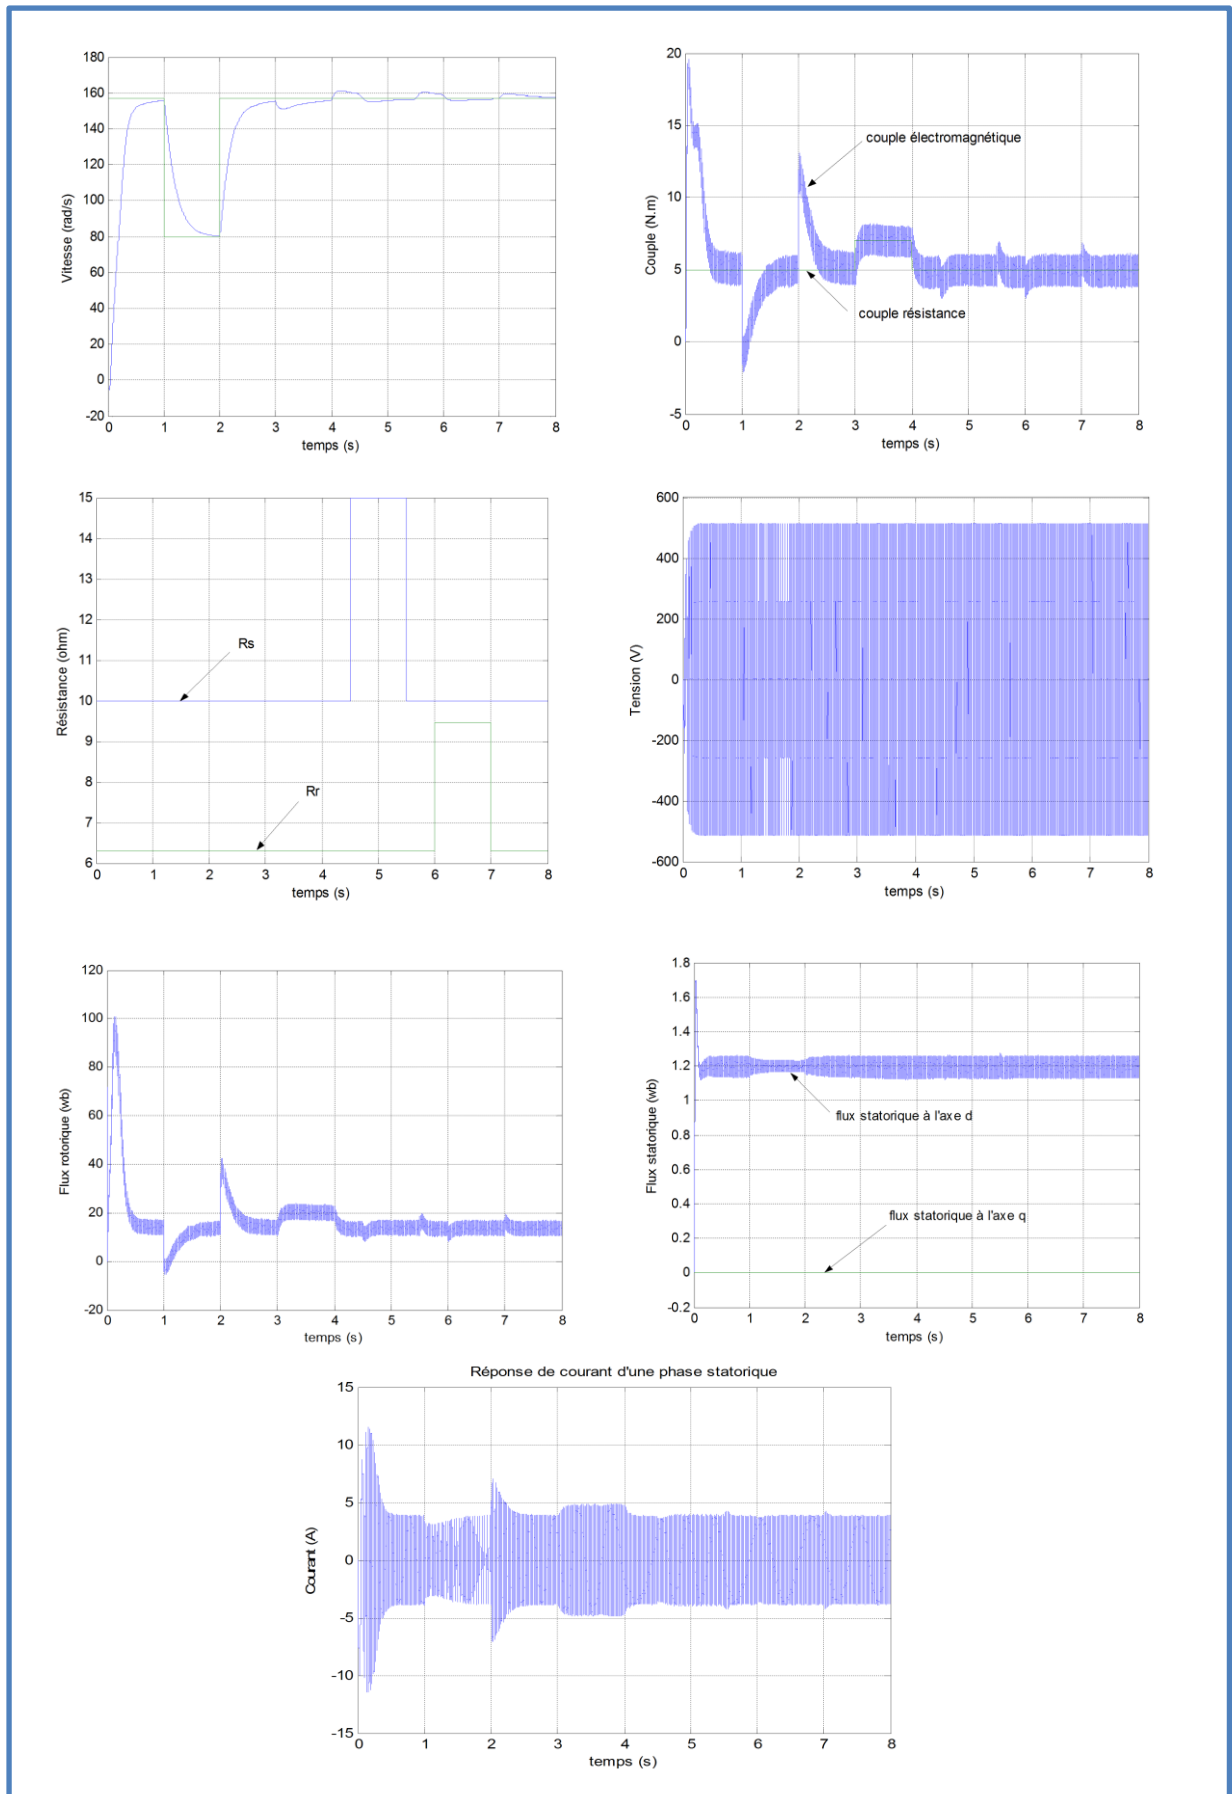 180
160
140
120
100
80
60
40
20
0
-20
Vitesse (rad/s)
0 1 2 3 4 5 6 7 8
temps (s)
20
15
10
5
0
-5
Couple (N.m)
couple électromagnétique
couple résistance
0 1 2 3 4 5 6 7 8
temps (s)
15
14
13
12
11
10
9
8
7
6
Résistance (ohm)
Rs
Rr
0 1 2 3 4 5 6 7 8
temps (s)
600
400
200
0
-200
-400
-600
Tension (V)
0 1 2 3 4 5 6 7 8
temps (s)
120
100
80
60
40
20
0
-20
Flux rotorique (wb)
0 1 2 3 4 5 6 7 8
temps (s)
1.8
1.6
1.4
1.2
1
0.8
0.6
0.4
0.2
0
-0.2
Flux statorique (wb)
flux statorique à l'axe d
flux statorique à l'axe q
0 1 2 3 4 5 6 7 8
temps (s)
Réponse de courant d'une phase statorique
15
10
5
0
-5
-10
-15
Courant (A)
0 1 2 3 4 5 6 7 8
temps (s)